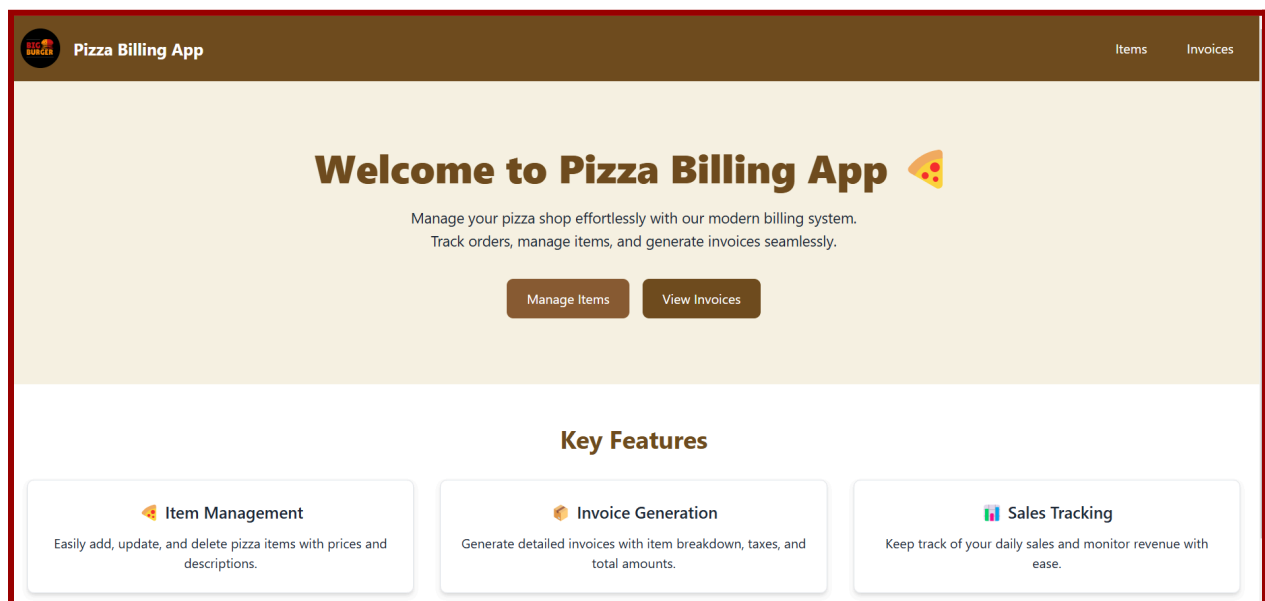 BIG
BURGER
Pizza Billing App
Items
Invoices
Welcome to Pizza Billing App
Manage your pizza shop effortlessly with our modern billing system.
Track orders, manage items, and generate invoices seamlessly.
Manage Items
View Invoices
Key Features
Item Management
Easily add, update, and delete pizza items with prices and
descriptions.
Invoice Generation
Generate detailed invoices with item breakdown, taxes, and
total amounts.
Sales Tracking
Keep track of your daily sales and monitor revenue with
ease.